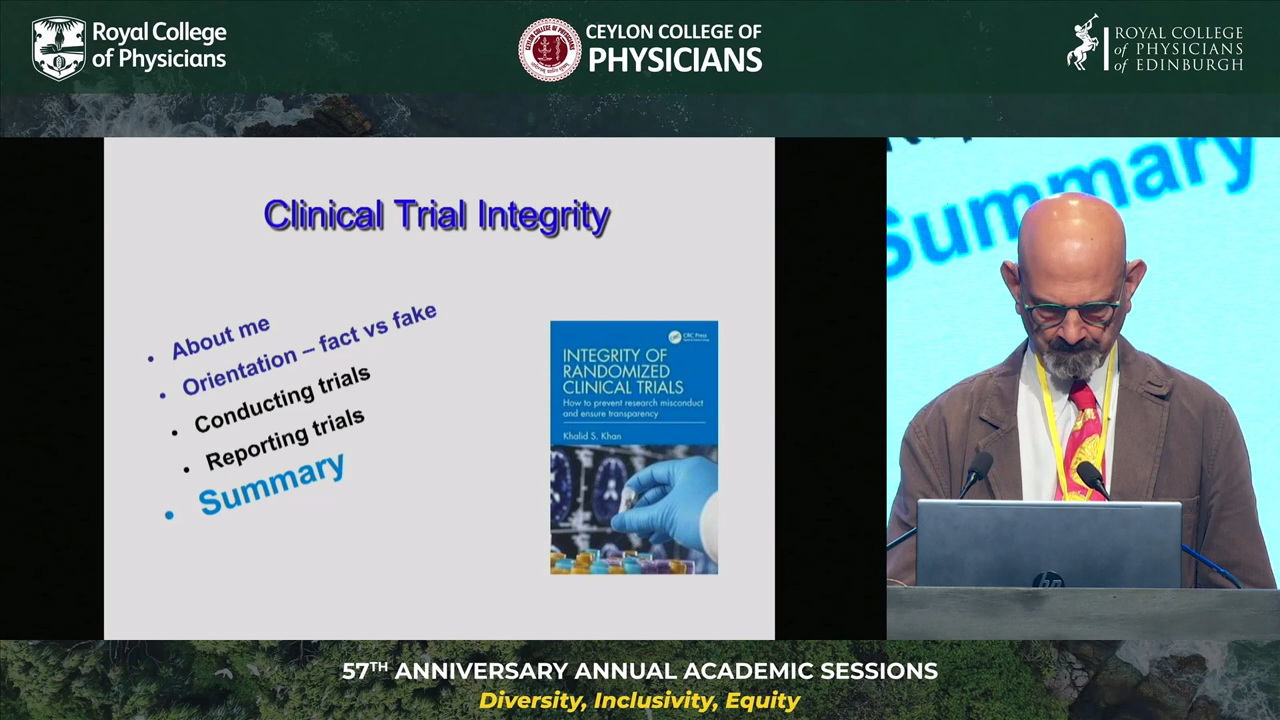 Royal College
of Physicians
CEYLON COLLEGE OF
PHYSICIANS
ROYAL COLLEGE
of PHYSICIANS
of EDINBURGH
Clinical Trial Integrity
• About me
• Orientation – fact vs fake
• Conducting trials
• Reporting trials
• Summary
CRC Press
INTEGRITY OF
RANDOMIZED
CLINICAL TRIALS
How to prevent research misconduct
and ensure transparency
Khalid S. Khan
Summary
hp
57TH ANNIVERSARY ANNUAL ACADEMIC SESSIONS
Diversity, Inclusivity, Equity